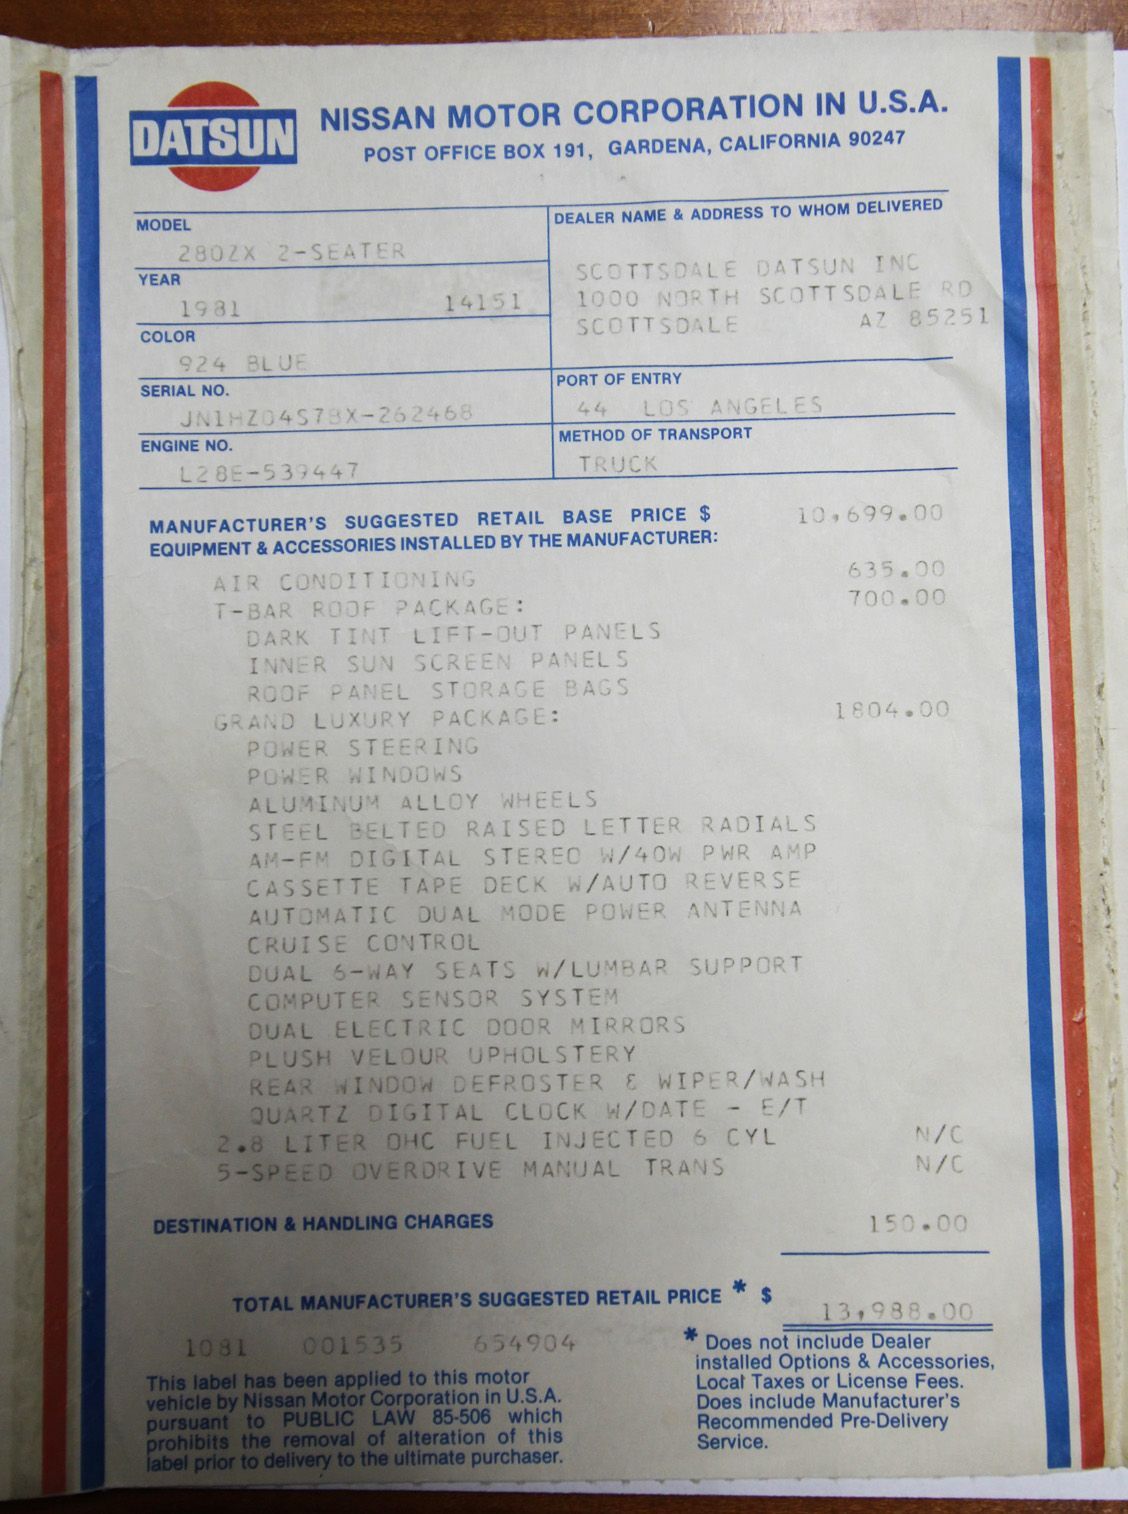 DATSUN
NISSAN MOTOR CORPORATION IN U.S.A.
POST OFFICE BOX 191, GARDENA, CALIFORNIA 90247
MODEL
280ZX 2-SEATER
YEAR
1981 14151
COLOR
924 BLUE
SERIAL NO.
JN1HZ04S7BX-262468
ENGINE NO.
L28E-539447
DEALER NAME & ADDRESS TO WHOM DELIVERED
SCOTTSDALE DATSUN INC
1000 NORTH SCOTTSDALE RD
SCOTTSDALE AZ 85251
PORT OF ENTRY
44 LOS ANGELES
METHOD OF TRANSPORT
TRUCK
MANUFACTURER'S SUGGESTED RETAIL BASE PRICE $ 10,699.00
EQUIPMENT & ACCESSORIES INSTALLED BY THE MANUFACTURER:
AIR CONDITIONING 635.00
T-BAR ROOF PACKAGE: 700.00
DARK TINT LIFT-OUT PANELS
INNER SUN SCREEN PANELS
ROOF PANEL STORAGE BAGS
GRAND LUXURY PACKAGE: 1804.00
POWER STEERING
POWER WINDOWS
ALUMINUM ALLOY WHEELS
STEEL BELTED RAISED LETTER RADIALS
AM-FM DIGITAL STEREO W/40W PWR AMP
CASSETTE TAPE DECK W/AUTO REVERSE
AUTOMATIC DUAL MODE POWER ANTENNA
CRUISE CONTROL
DUAL 6-WAY SEATS W/LUMBAR SUPPORT
COMPUTER SENSOR SYSTEM
DUAL ELECTRIC DOOR MIRRORS
PLUSH VELOUR UPHOLSTERY
REAR WINDOW DEFROSTER & WIPER/WASH
QUARTZ DIGITAL CLOCK W/DATE - E/T
2.8 LITER OHC FUEL INJECTED 6 CYL N/C
5-SPEED OVERDRIVE MANUAL TRANS N/C
DESTINATION & HANDLING CHARGES 150.00
TOTAL MANUFACTURER'S SUGGESTED RETAIL PRICE * $ 13,988.00
1081 001535 654904
This label has been applied to this motor
vehicle by Nissan Motor Corporation in U.S.A.
pursuant to PUBLIC LAW 85-506 which
prohibits the removal of alteration of this
label prior to delivery to the ultimate purchaser.
* Does not include Dealer
installed Options & Accessories,
Local Taxes or License Fees.
Does include Manufacturer's
Recommended Pre-Delivery
Service.